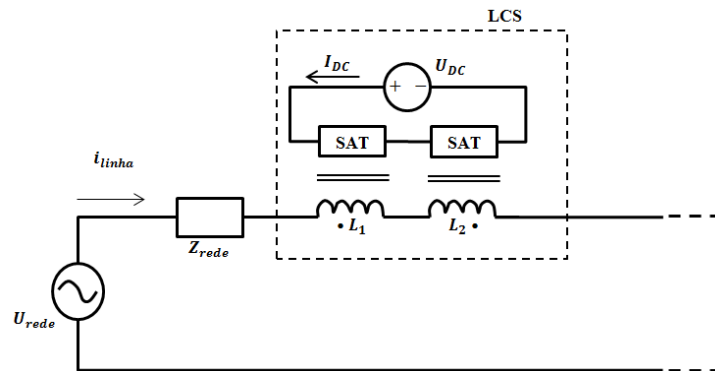 LCS
I_DC
U_DC
+ −
SAT SAT
i_linha
• L_1 L_2 •
Z_rede
U_rede